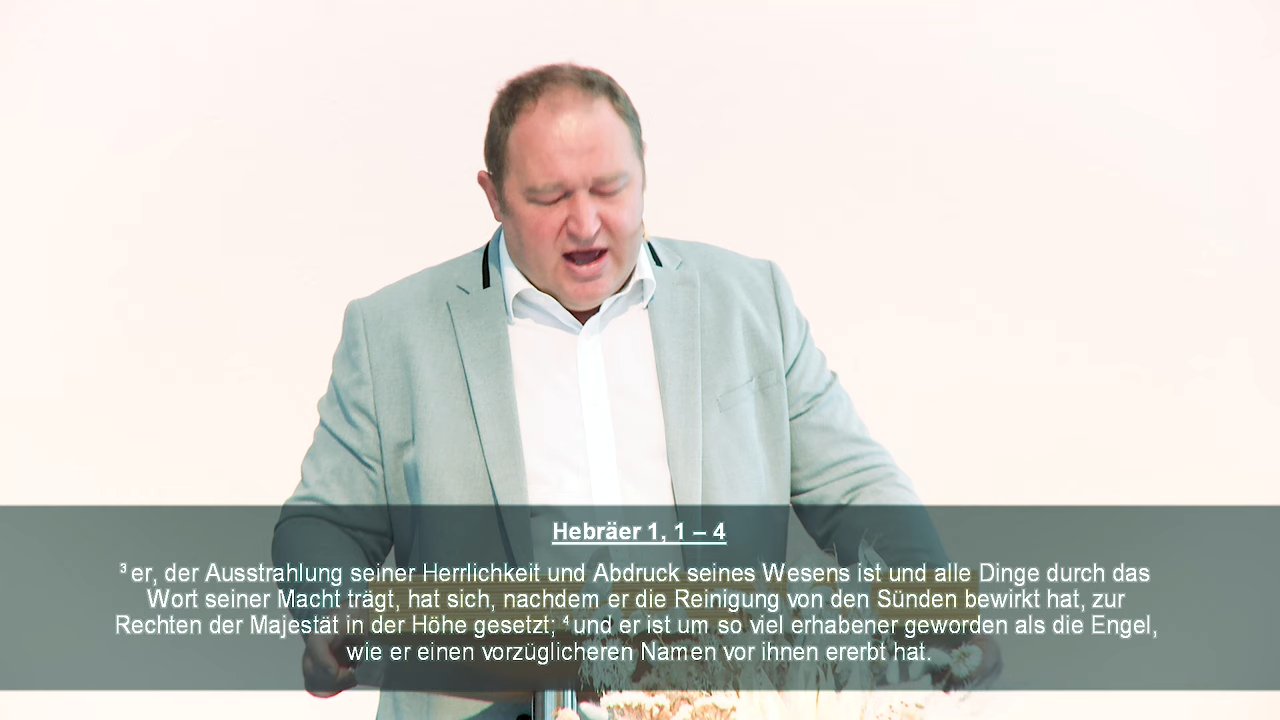 Hebräer 1, 1 – 4
³ er, der Ausstrahlung seiner Herrlichkeit und Abdruck seines Wesens ist und alle Dinge durch das
Wort seiner Macht trägt, hat sich, nachdem er die Reinigung von den Sünden bewirkt hat, zur
Rechten der Majestät in der Höhe gesetzt; ⁴ und er ist um so viel erhabener geworden als die Engel,
wie er einen vorzüglicheren Namen vor ihnen ererbt hat.